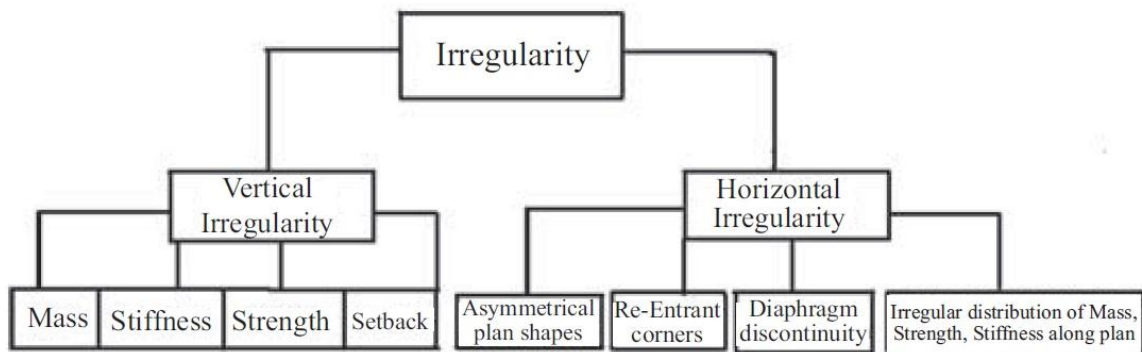 Irregularity
Vertical
Irregularity
Horizontal
Irregularity
Mass
Stiffness
Strength
Setback
Asymmetrical
plan shapes
Re-Entrant
corners
Diaphragm
discontinuity
Irregular distribution of Mass,
Strength, Stiffness along plan